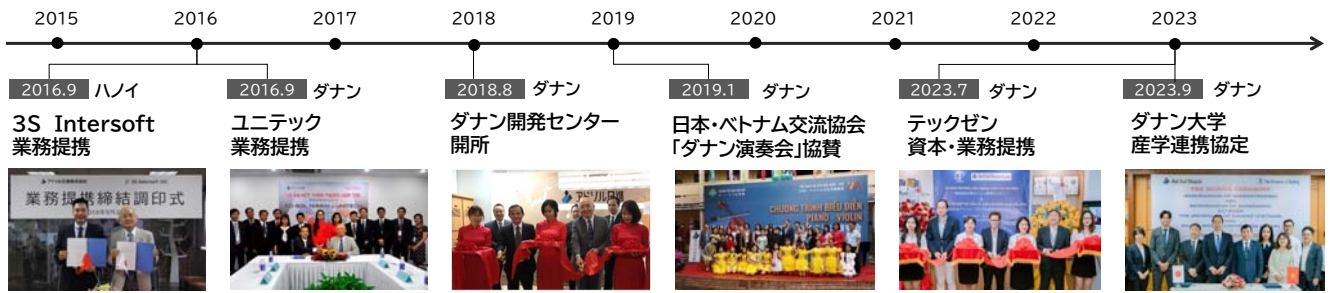 2015 2016 2017 2018 2019 2020 2021 2022 2023
2016.9 ハノイ
3S Intersoft
業務提携
業務提携締結調印式
2016.9 ダナン
ユニテック
業務提携
2018.8 ダナン
ダナン開発センター
開所
アドソル日進
2019.1 ダナン
日本・ベトナム交流協会
「ダナン演奏会」協賛
CHƯƠNG TRÌNH BIỂU DIỄN
PIANO - VIOLIN
2023.7 ダナン
テックゼン
資本・業務提携
2023.9 ダナン
ダナン大学
産学連携協定